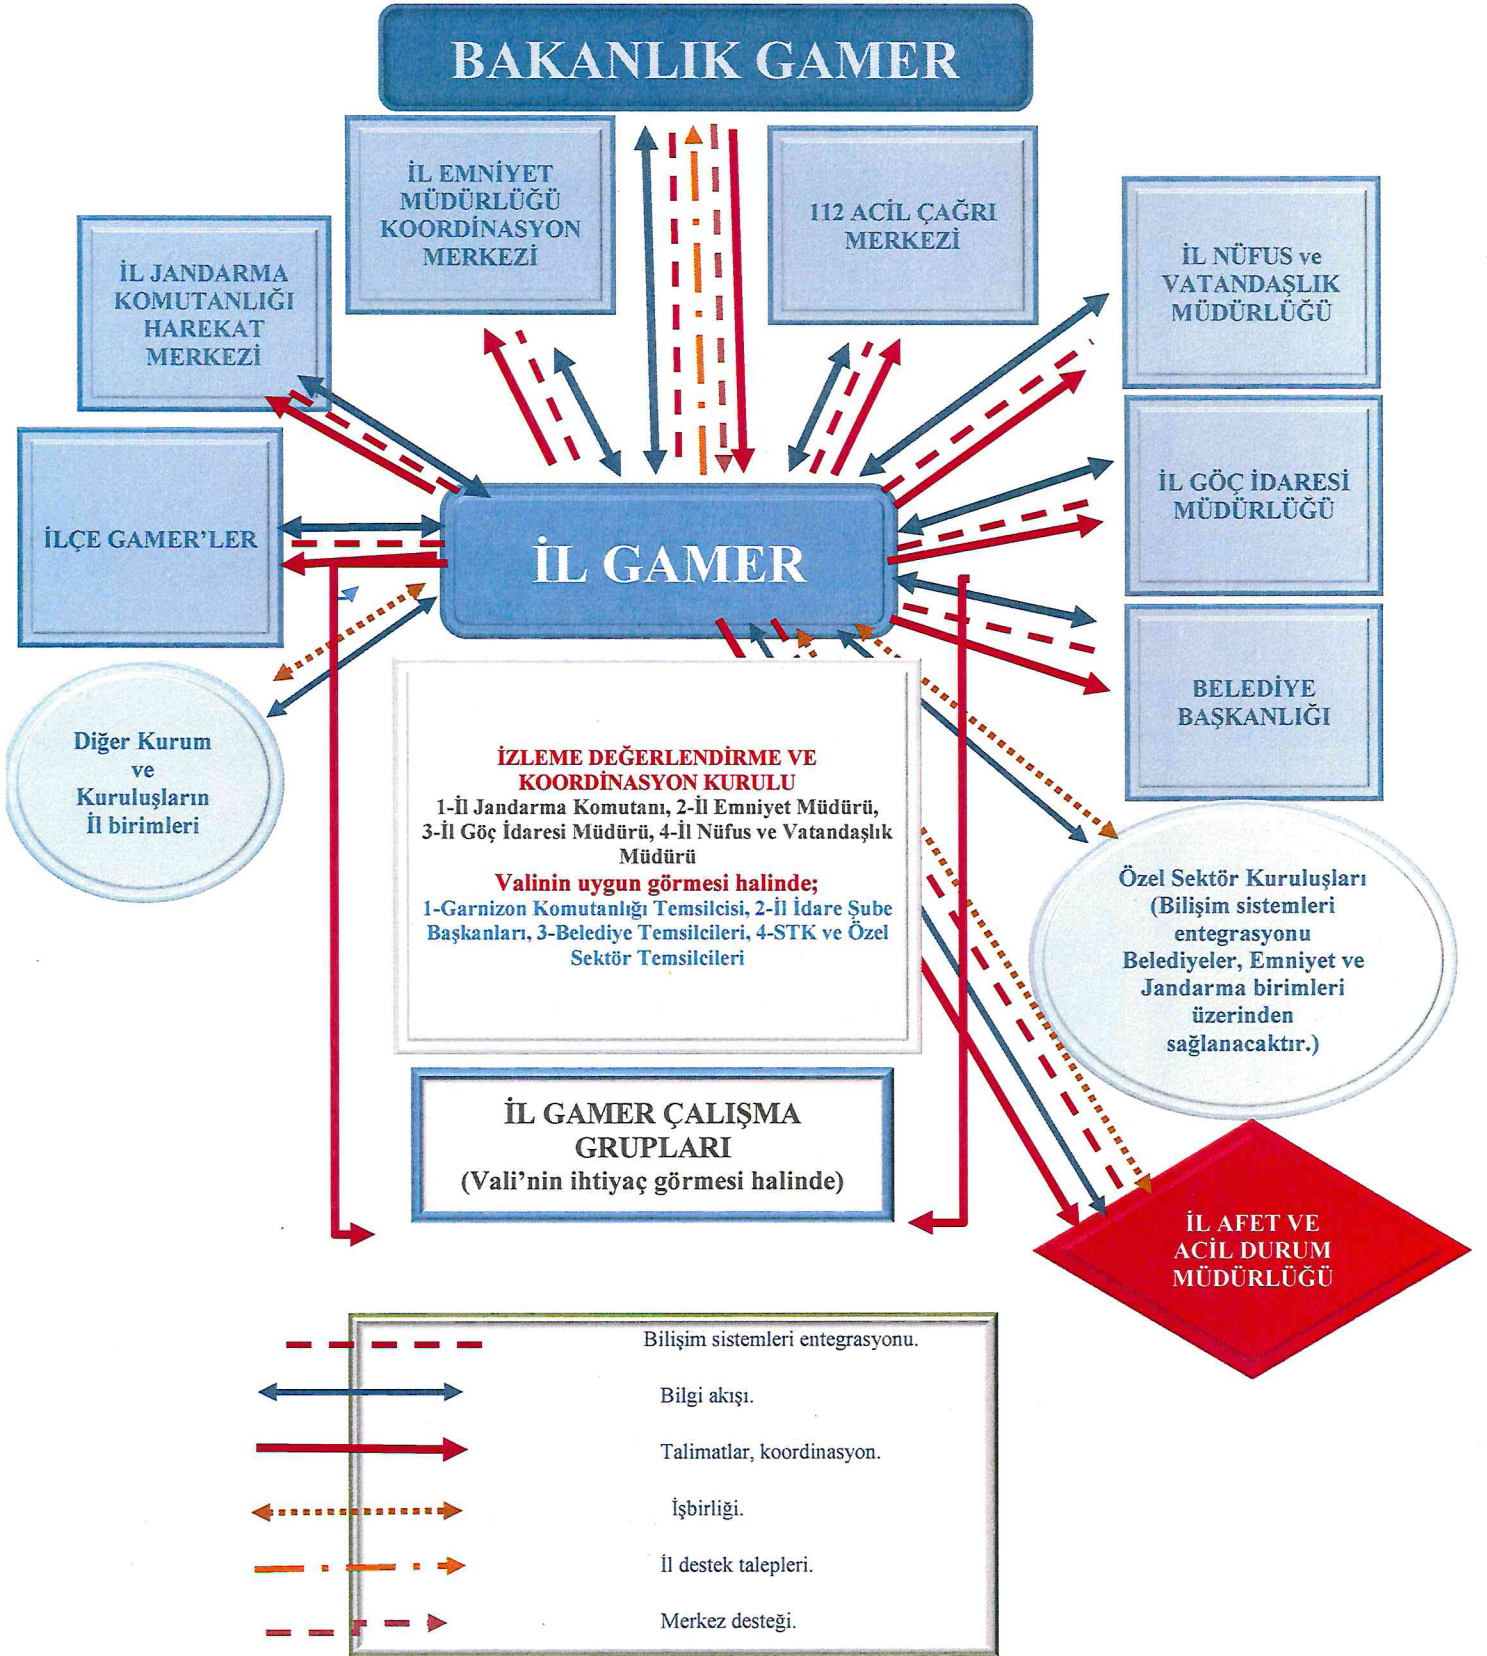 BAKANLIK GAMER
İL EMNİYET
MÜDÜRLÜĞÜ
KOORDİNASYON
MERKEZİ
112 ACİL ÇAĞRI
MERKEZİ
İL JANDARMA
KOMUTANLIĞI
HAREKAT
MERKEZİ
İL NÜFUS ve
VATANDAŞLIK
MÜDÜRLÜĞÜ
İLÇE GAMER'LER
İL GAMER
İL GÖÇ İDARESİ
MÜDÜRLÜĞÜ
BELEDİYE
BAŞKANLIĞI
Diğer Kurum
ve
Kuruluşların
İl birimleri
İZLEME DEĞERLENDİRME VE
KOORDİNASYON KURULU
1-İl Jandarma Komutanı, 2-İl Emniyet Müdürü,
3-İl Göç İdaresi Müdürü, 4-İl Nüfus ve Vatandaşlık
Müdürü
Valinin uygun görmesi halinde;
1-Garnizon Komutanlığı Temsilcisi, 2-İl İdare Şube
Başkanları, 3-Belediye Temsilcileri, 4-STK ve Özel
Sektör Temsilcileri
Özel Sektör Kuruluşları
(Bilişim sistemleri
entegrasyonu
Belediyeler, Emniyet ve
Jandarma birimleri
üzerinden
sağlanacaktır.)
İL GAMER ÇALIŞMA
GRUPLARI
(Vali'nin ihtiyaç görmesi halinde)
İL AFET VE
ACİL DURUM
MÜDÜRLÜĞÜ
Bilişim sistemleri entegrasyonu.
Bilgi akışı.
Talimatlar, koordinasyon.
İşbirliği.
İl destek talepleri.
Merkez desteği.